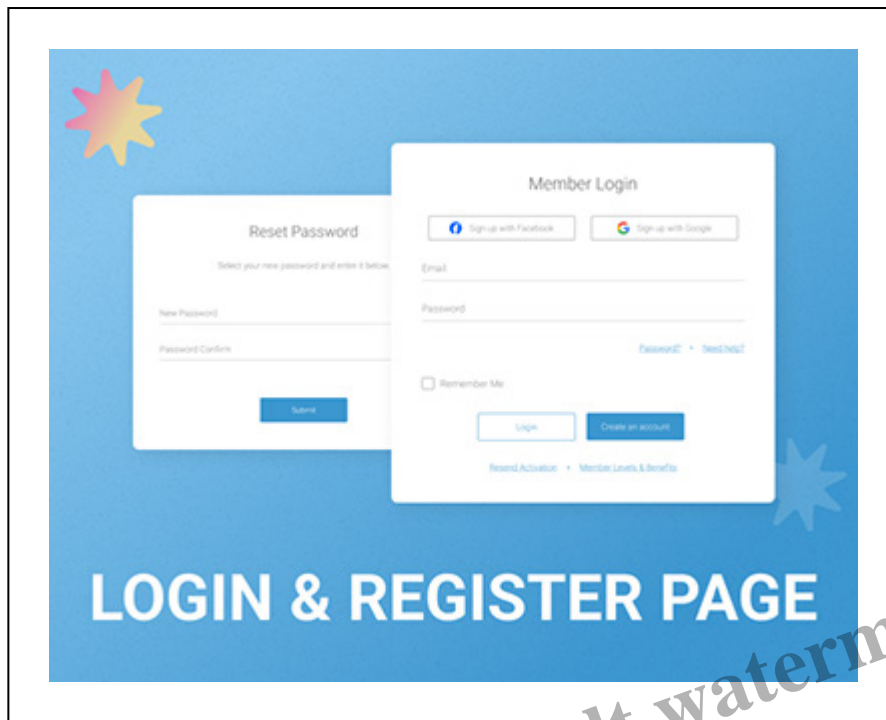 Member Login
Sign up with Facebook
Sign up with Google
Email
Password
Password? • Need help?
Remember Me
Login
Create an account
Resend Activation • Member Levels & Benefits
Reset Password
Select your new password and enter it below
New Password
Password Confirm
Submit
LOGIN & REGISTER PAGE